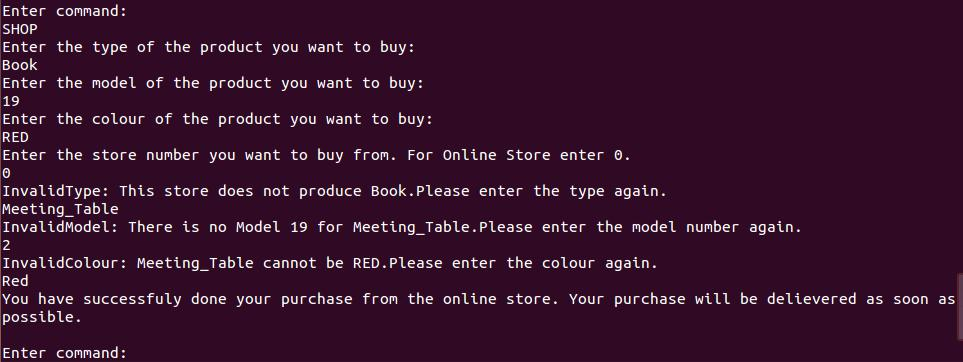 Enter command:
SHOP
Enter the type of the product you want to buy:
Book
Enter the model of the product you want to buy:
19
Enter the colour of the product you want to buy:
RED
Enter the store number you want to buy from. For Online Store enter 0.
0
InvalidType: This store does not produce Book.Please enter the type again.
Meeting_Table
InvalidModel: There is no Model 19 for Meeting_Table.Please enter the model number again.
2
InvalidColour: Meeting_Table cannot be RED.Please enter the colour again.
Red
You have successfuly done your purchase from the online store. Your purchase will be delievered as soon as
possible.
Enter command: